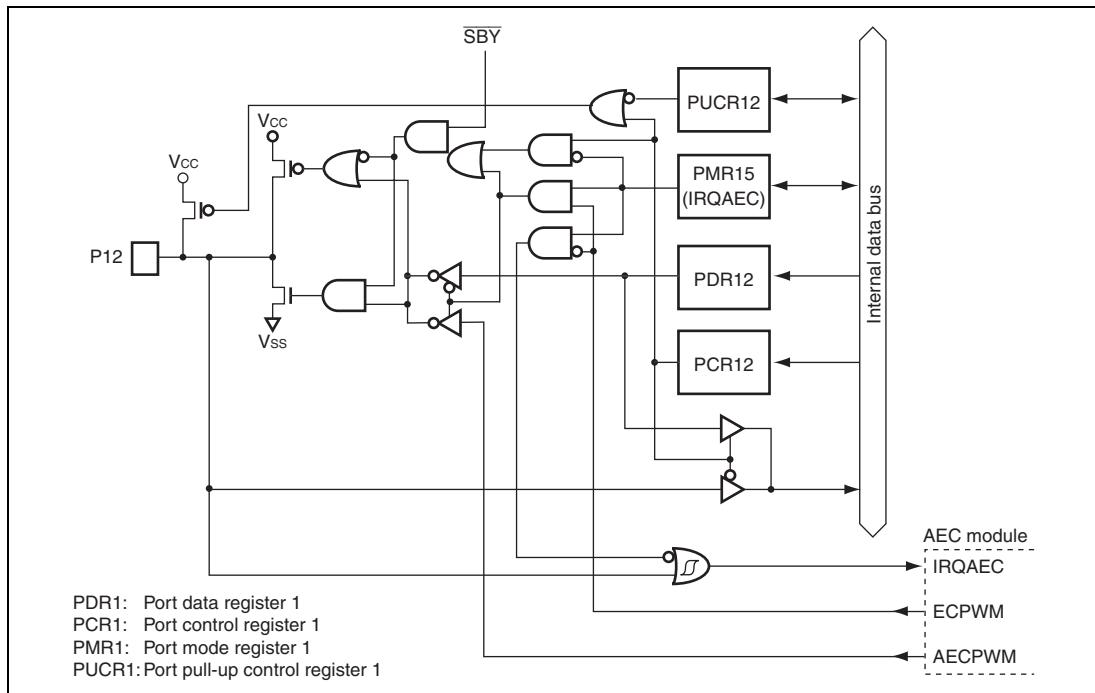 SBY
PUCR12
VCC
VCC
PMR15
(IRQAEC)
P12
PDR12
VSS
PCR12
Internal data bus
AEC module
IRQAEC
ECPWM
AECPWM
PDR1: Port data register 1
PCR1: Port control register 1
PMR1: Port mode register 1
PUCR1: Port pull-up control register 1